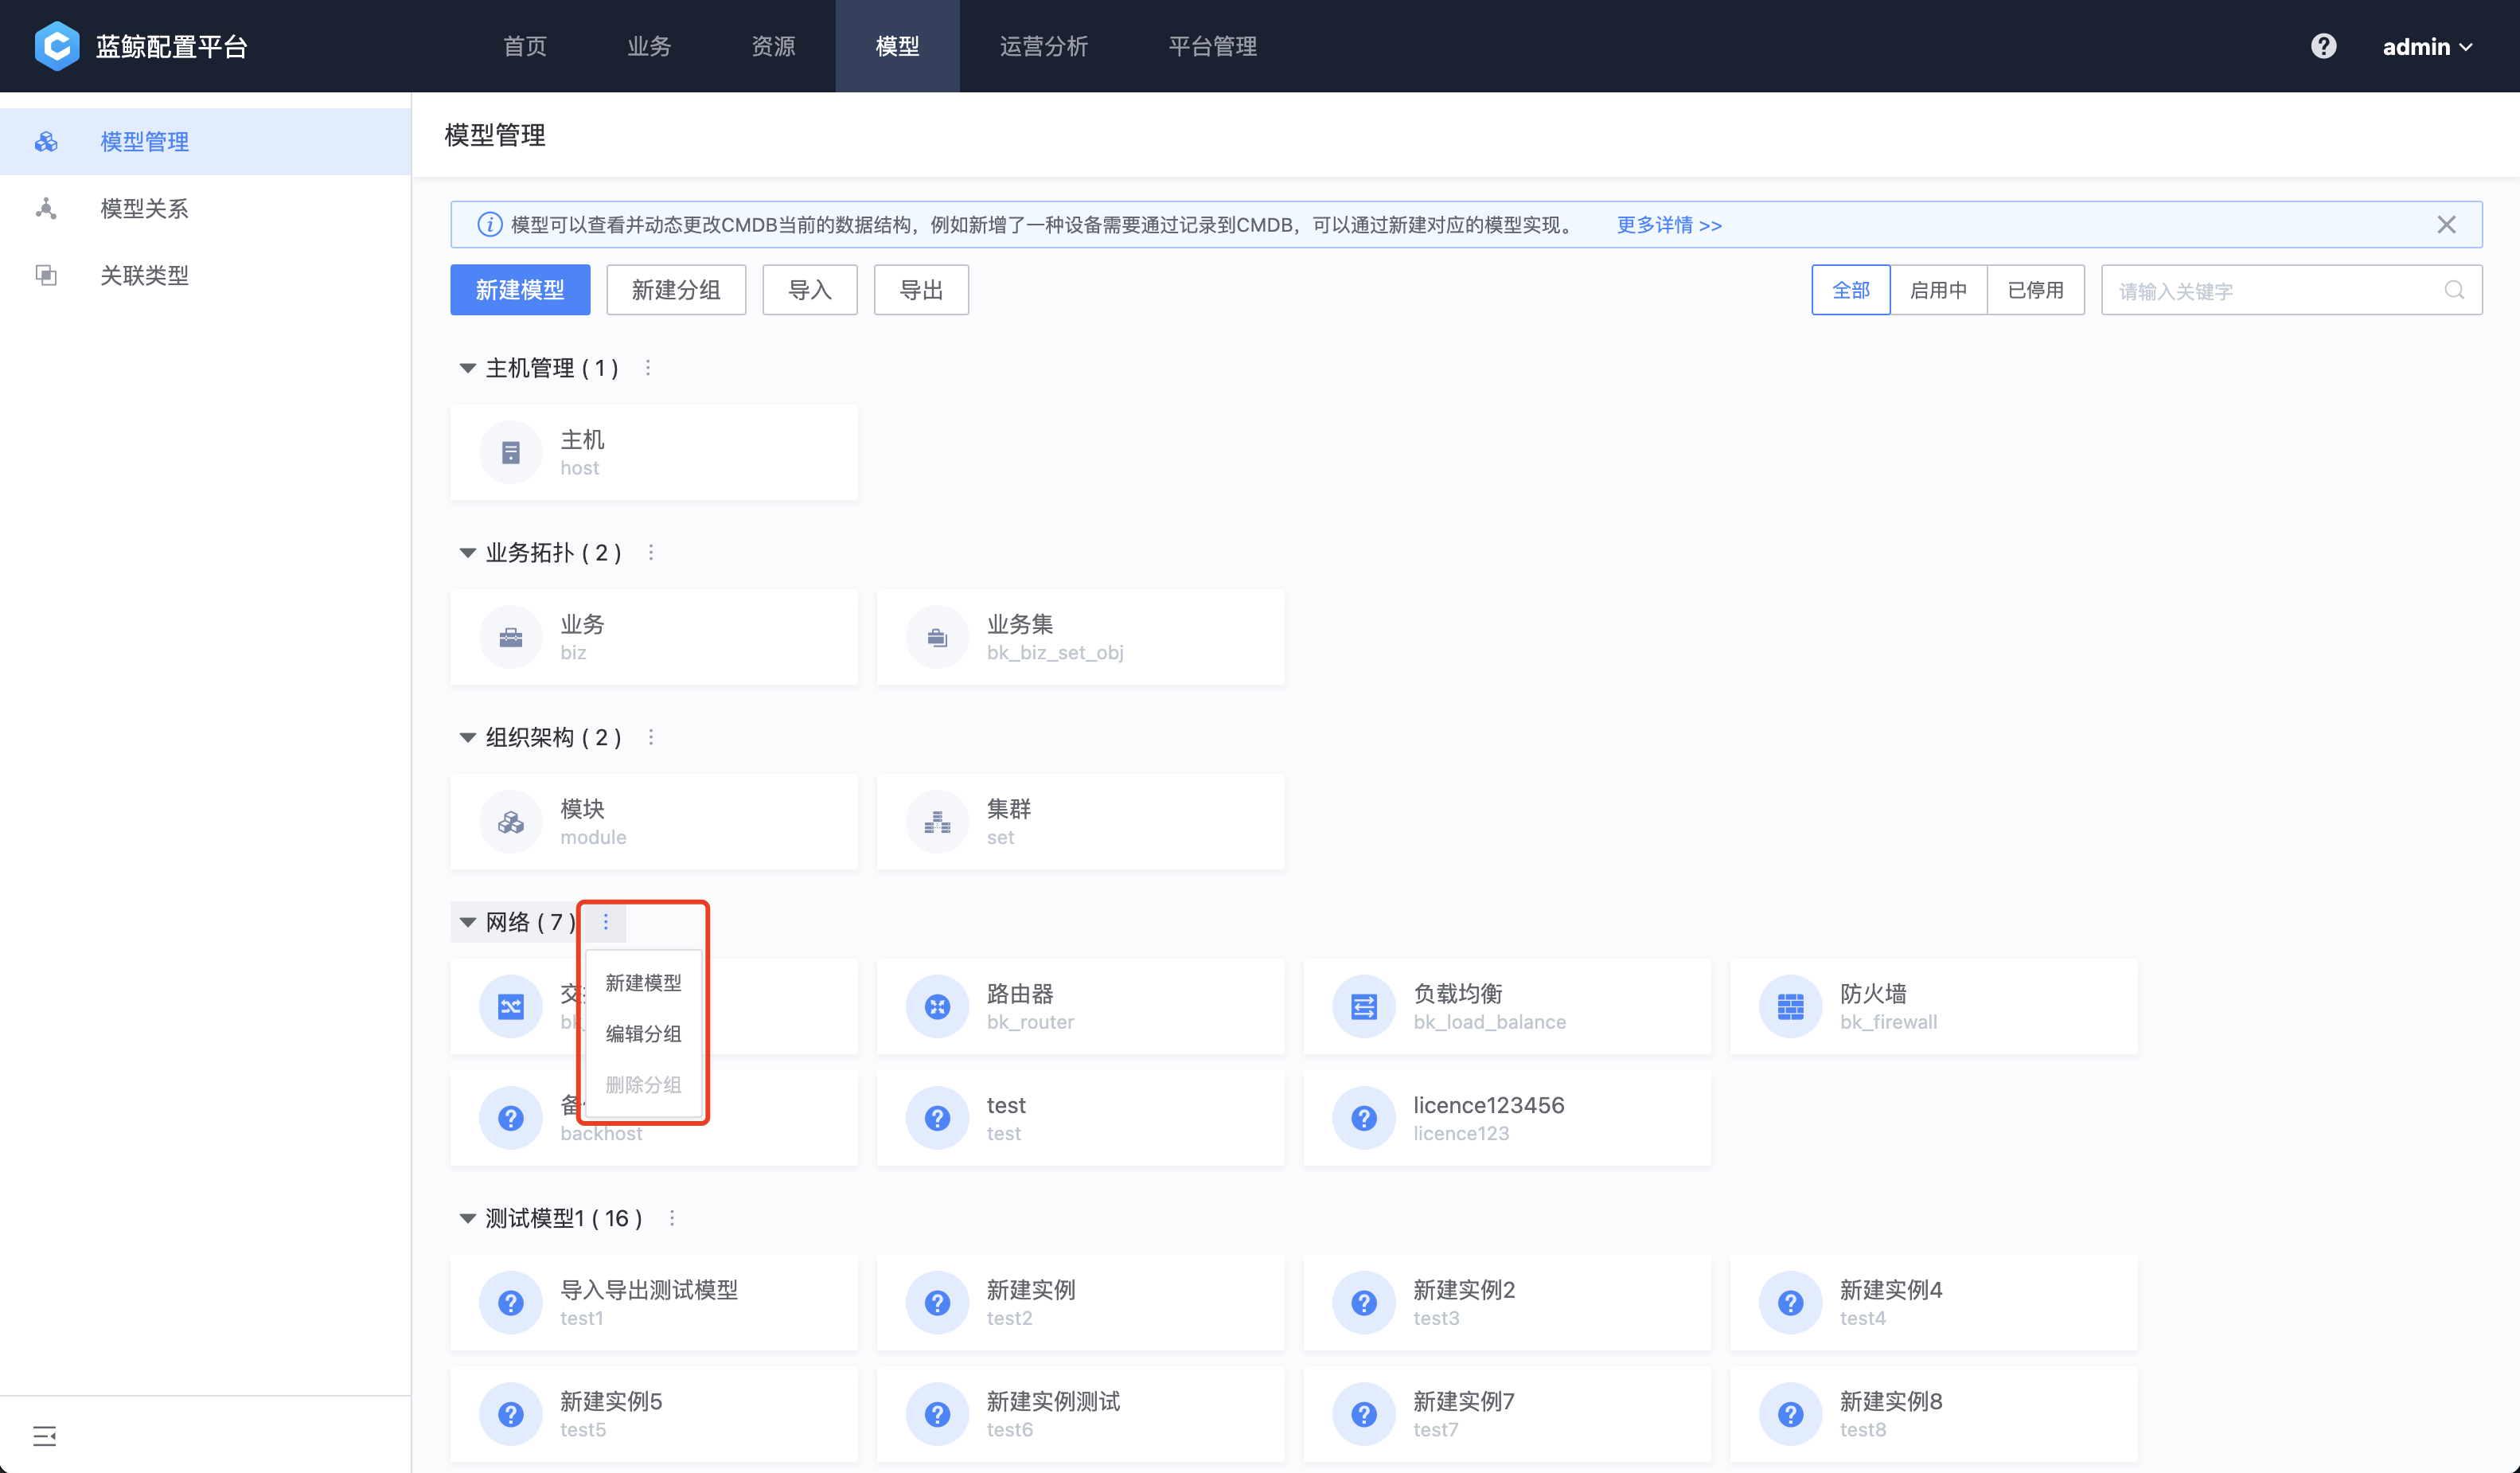 蓝鲸配置平台
首页
业务
资源
模型
运营分析
平台管理
admin
模型管理
模型关系
关联类型
模型管理
模型可以查看并动态更改CMDB当前的数据结构，例如新增了一种设备需要通过记录到CMDB，可以通过新建对应的模型实现。 更多详情 >>
新建模型
新建分组
导入
导出
全部
启用中
已停用
请输入关键字
主机管理 ( 1 )
主机
host
业务拓扑 ( 2 )
业务
biz
业务集
bk_biz_set_obj
组织架构 ( 2 )
模块
module
集群
set
网络 ( 7 )
新建模型
编辑分组
删除分组
路由器
bk_router
负载均衡
bk_load_balance
防火墙
bk_firewall
backhost
test
test
licence123456
licence123
测试模型1 ( 16 )
导入导出测试模型
test1
新建实例
test2
新建实例2
test3
新建实例4
test4
新建实例5
test5
新建实例测试
test6
新建实例7
test7
新建实例8
test8